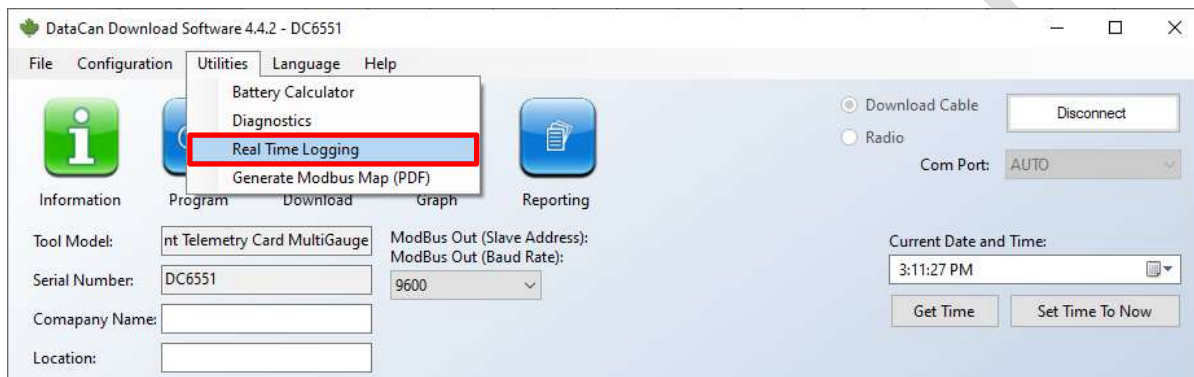 DataCan Download Software 4.4.2 - DC6551
File Configuration Utilities Language Help
Battery Calculator
Diagnostics
Real Time Logging
Generate Modbus Map (PDF)
Information Program Download Graph Reporting
Download Cable
Radio
Disconnect
Com Port: AUTO
Tool Model: nt Telemetry Card MultiGauge
Serial Number: DC6551
Comapany Name:
Location:
ModBus Out (Slave Address):
ModBus Out (Baud Rate):
9600
Current Date and Time:
3:11:27 PM
Get Time Set Time To Now